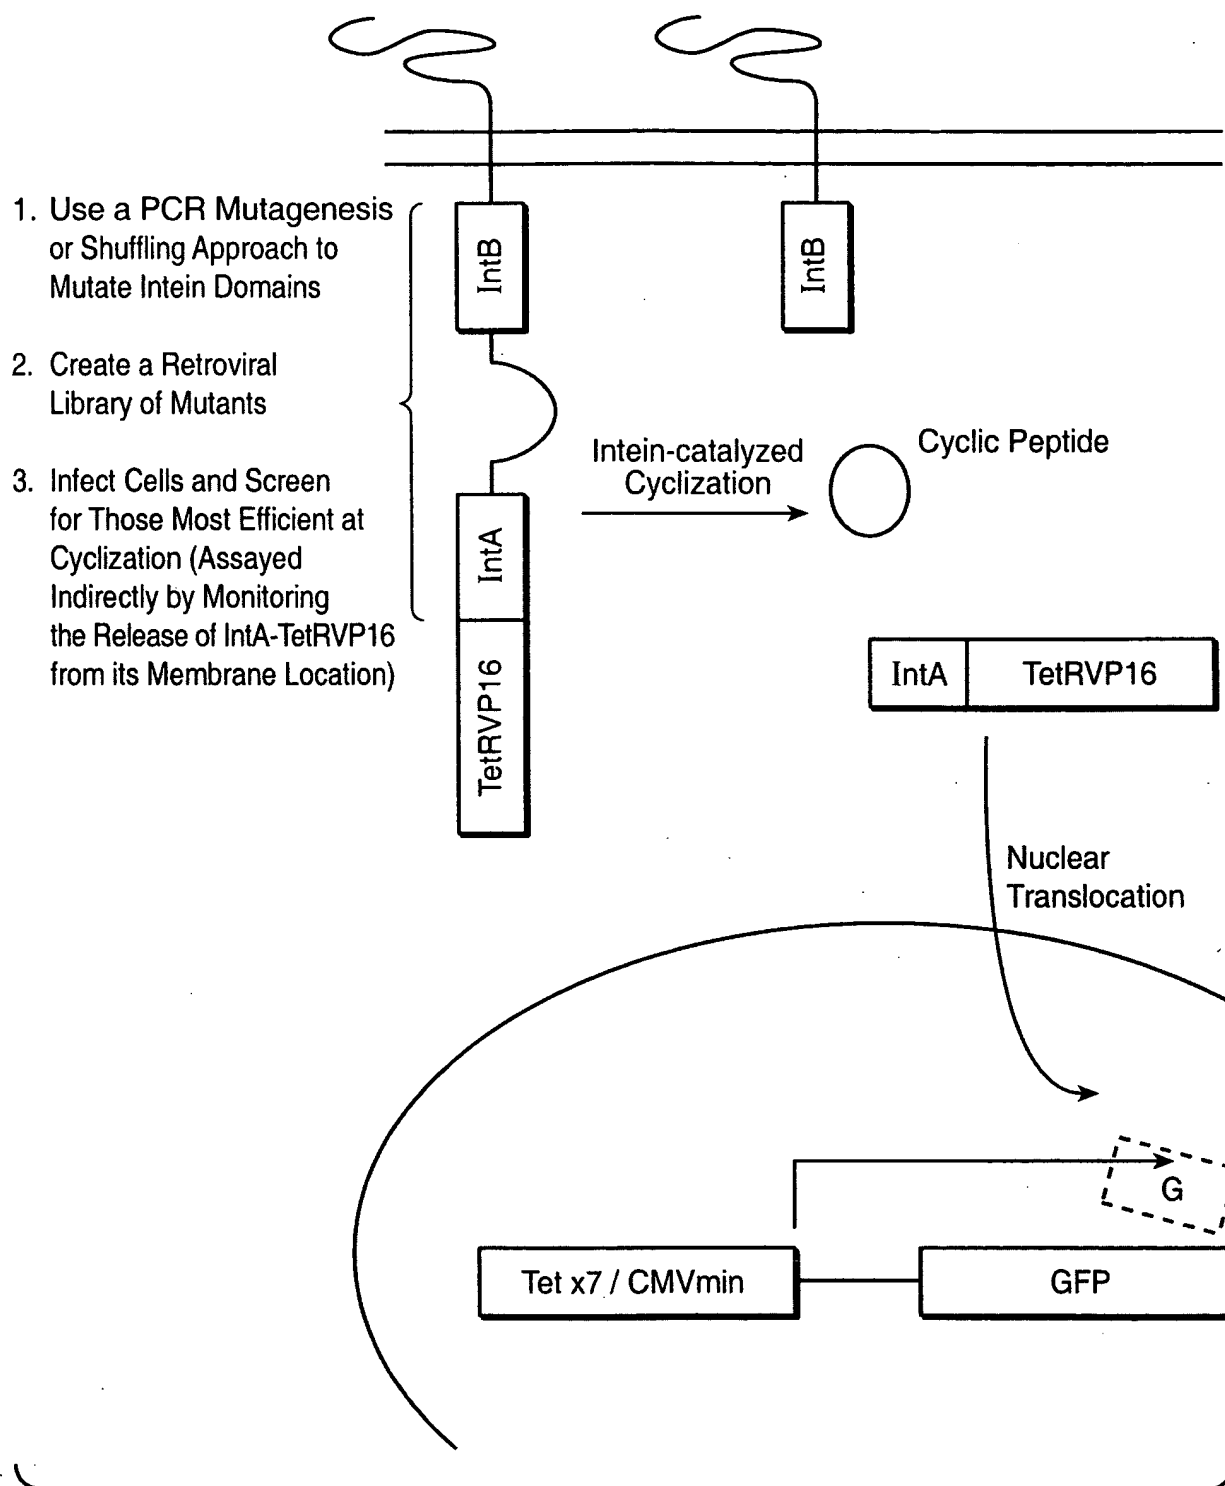 1. Use a PCR Mutagenesis
or Shuffling Approach to
Mutate Intein Domains
2. Create a Retroviral
Library of Mutants
3. Infect Cells and Screen
for Those Most Efficient at
Cyclization (Assayed
Indirectly by Monitoring
the Release of IntA-TetRVP16
from its Membrane Location)
IntB
IntA
TetRVP16
Intein-catalyzed
Cyclization
IntB
Cyclic Peptide
IntA TetRVP16
Nuclear
Translocation
G
Tet x7 / CMVmin
GFP